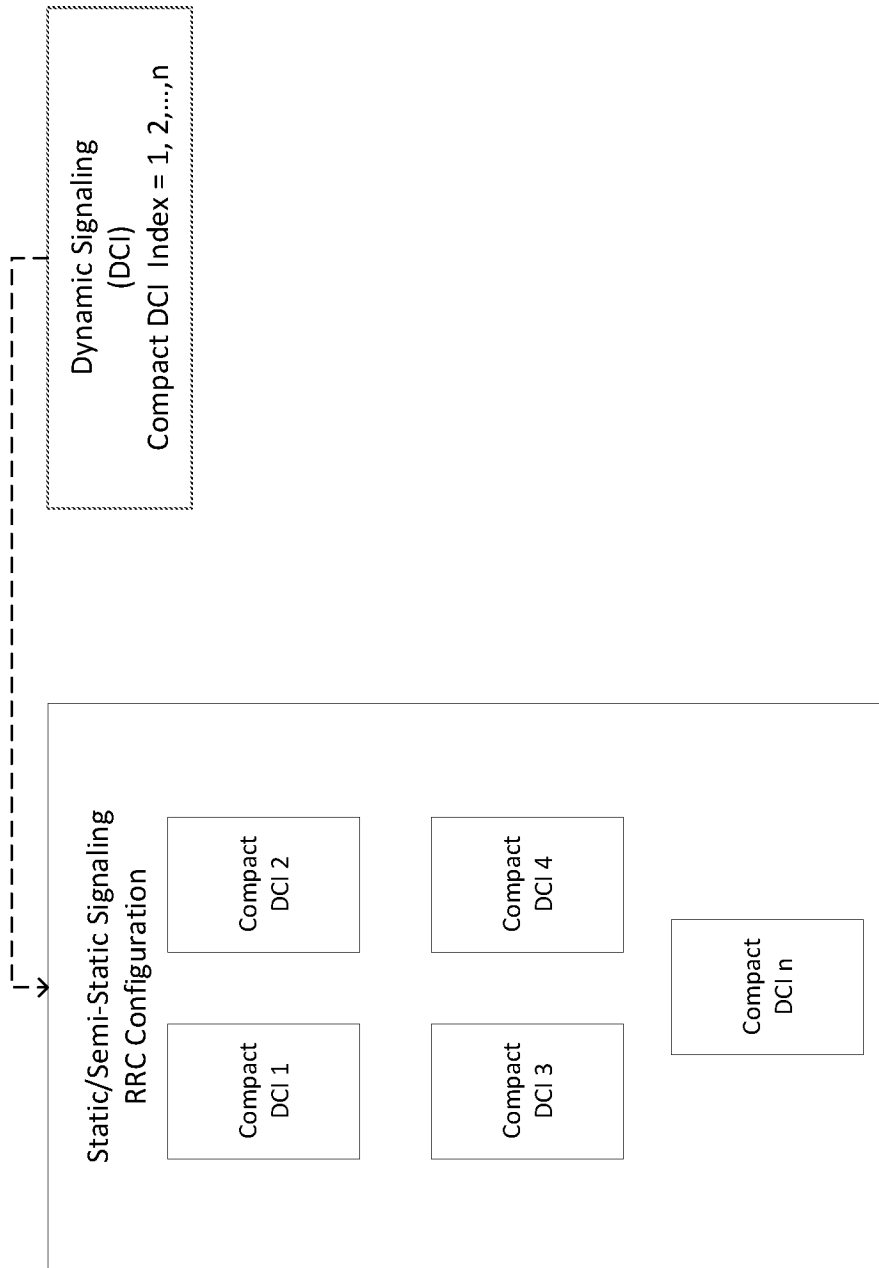 Static/Semi-Static Signaling
RRC Configuration
Compact
DCI 1
Compact
DCI 2
Compact
DCI 3
Compact
DCI 4
Compact
DCI n
Dynamic Signaling
(DCI)
Compact DCI Index = 1, 2,...,n